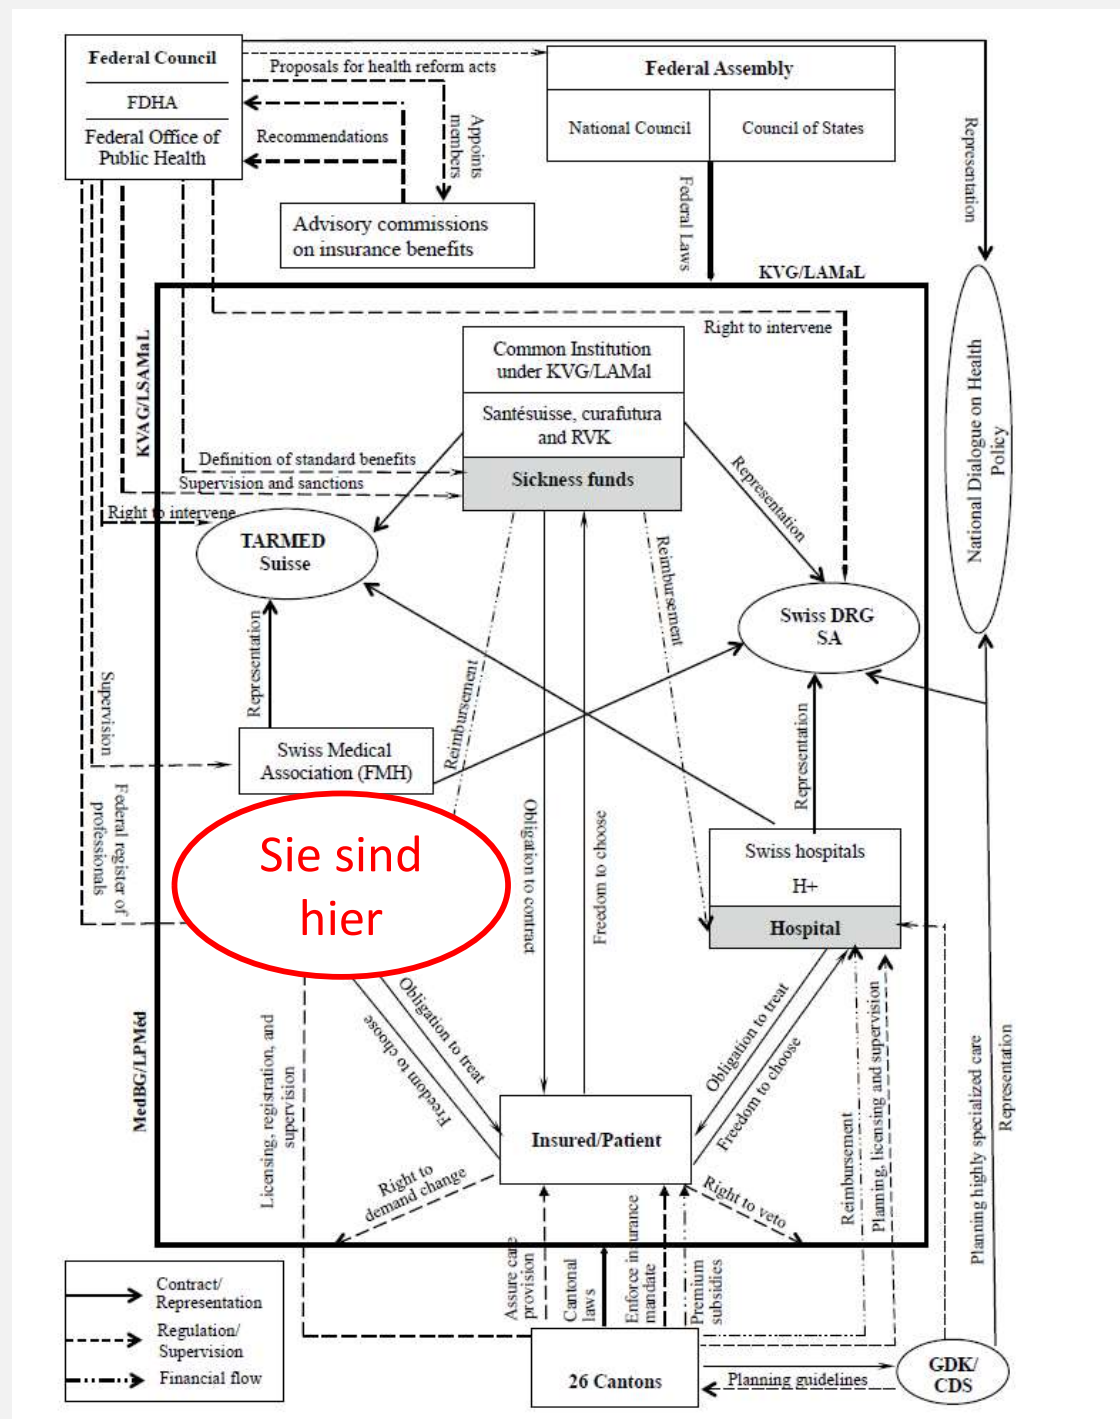 Federal Council
FDHA
Federal Office of
Public Health
Proposals for health reform acts
Recommendations
Appoints
members
Advisory commissions
on insurance benefits
Federal Assembly
National Council
Council of States
Federal Laws
Representation
KVG/LAMaL
KVAG/LSAMaL
Right to intervene
Common Institution
under KVG/LAMal
Santésuisse, curafutura
and RVK
Sickness funds
Definition of standard benefits
Supervision and sanctions
Right to intervene
TARMED
Suisse
Representation
Reimbursement
National Dialogue on Health
Policy
Swiss DRG
SA
Representation
Reimbursement
Supervision
Swiss Medical
Association (FMH)
Representation
Federal register of
professionals
Sie sind
hier
Obligation to contract
Freedom to choose
Swiss hospitals
H+
Hospital
Obligation to treat
Freedom to choose
Obligation to treat
Freedom to choose
MedBG/LPMéd
Licensing, registration, and
supervision
Insured/Patient
Right to
demand change
Right to veto
Reimbursement
Planning, licensing and supervision
Planning highly specialized care
Representation
Assure care
provision
Cantonal
laws
Enforce insurance
mandate
Premium
subsidies
Contract/
Representation
Regulation/
Supervision
Financial flow
26 Cantons
Planning guidelines
GDK/
CDS